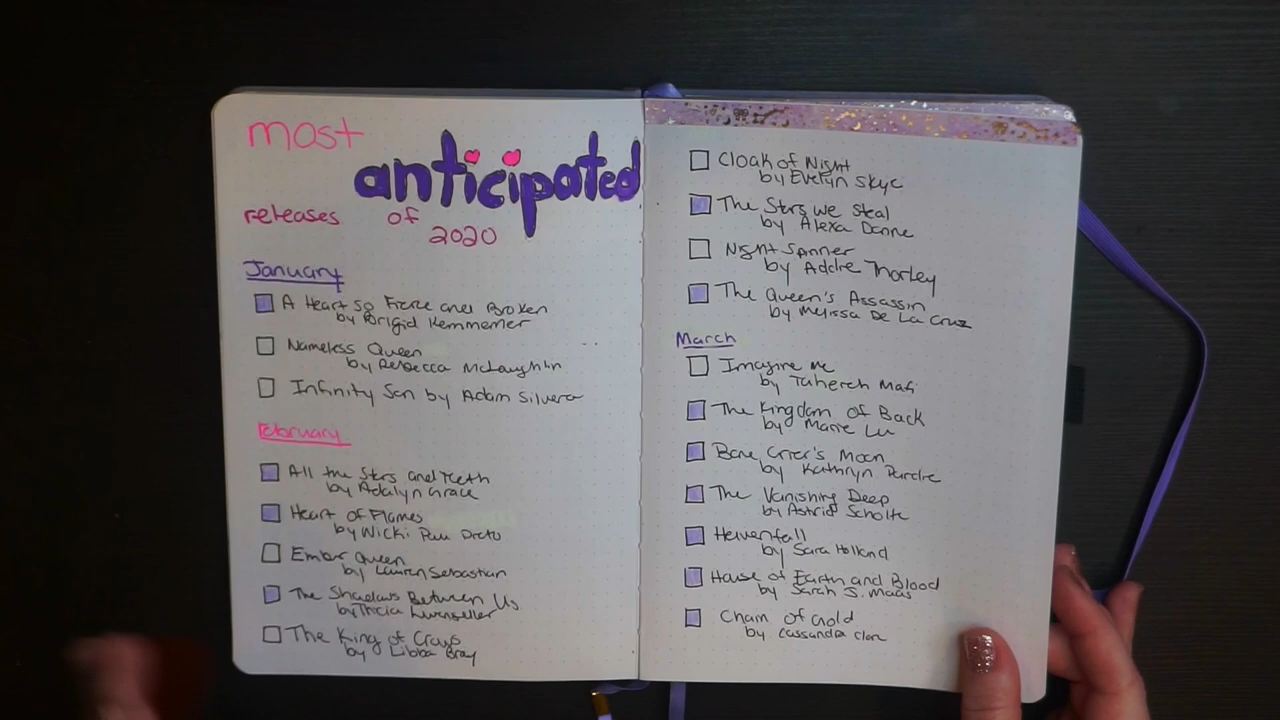 most
anticipated
releases of
2020
January
A Heart so Fierce and Broken
by Brigid Kemmerer
Nameless Queen
by Rebecca McLaughlin
Infinity Son by Adam Silvera
February
All the Stars and Teeth
by Adalyn Grace
Heart of Flames
by Nicki Pau Preto
Ember Queen
by Lauren Sebastian
The Shadows Between Us
by Tricia Levenseller
The King of Crows
by Libba Bray
Cloak of Night
by Evelyn Skye
The Stars we Steal
by Alexa Donne
Night Spinner
by Addie Thorley
The Queen's Assassin
by Melissa De La Cruz
March
Imagine Me
by Tahereh Mafi
The Kingdom of Back
by Marie Lu
Bone Crier's Moon
by Kathryn Purdie
The Vanishing Deep
by Astrid Scholte
Havenfall
by Sara Holland
House of Earth and Blood
by Sarah J. Maas
Chain of Gold
by Cassandra Clare